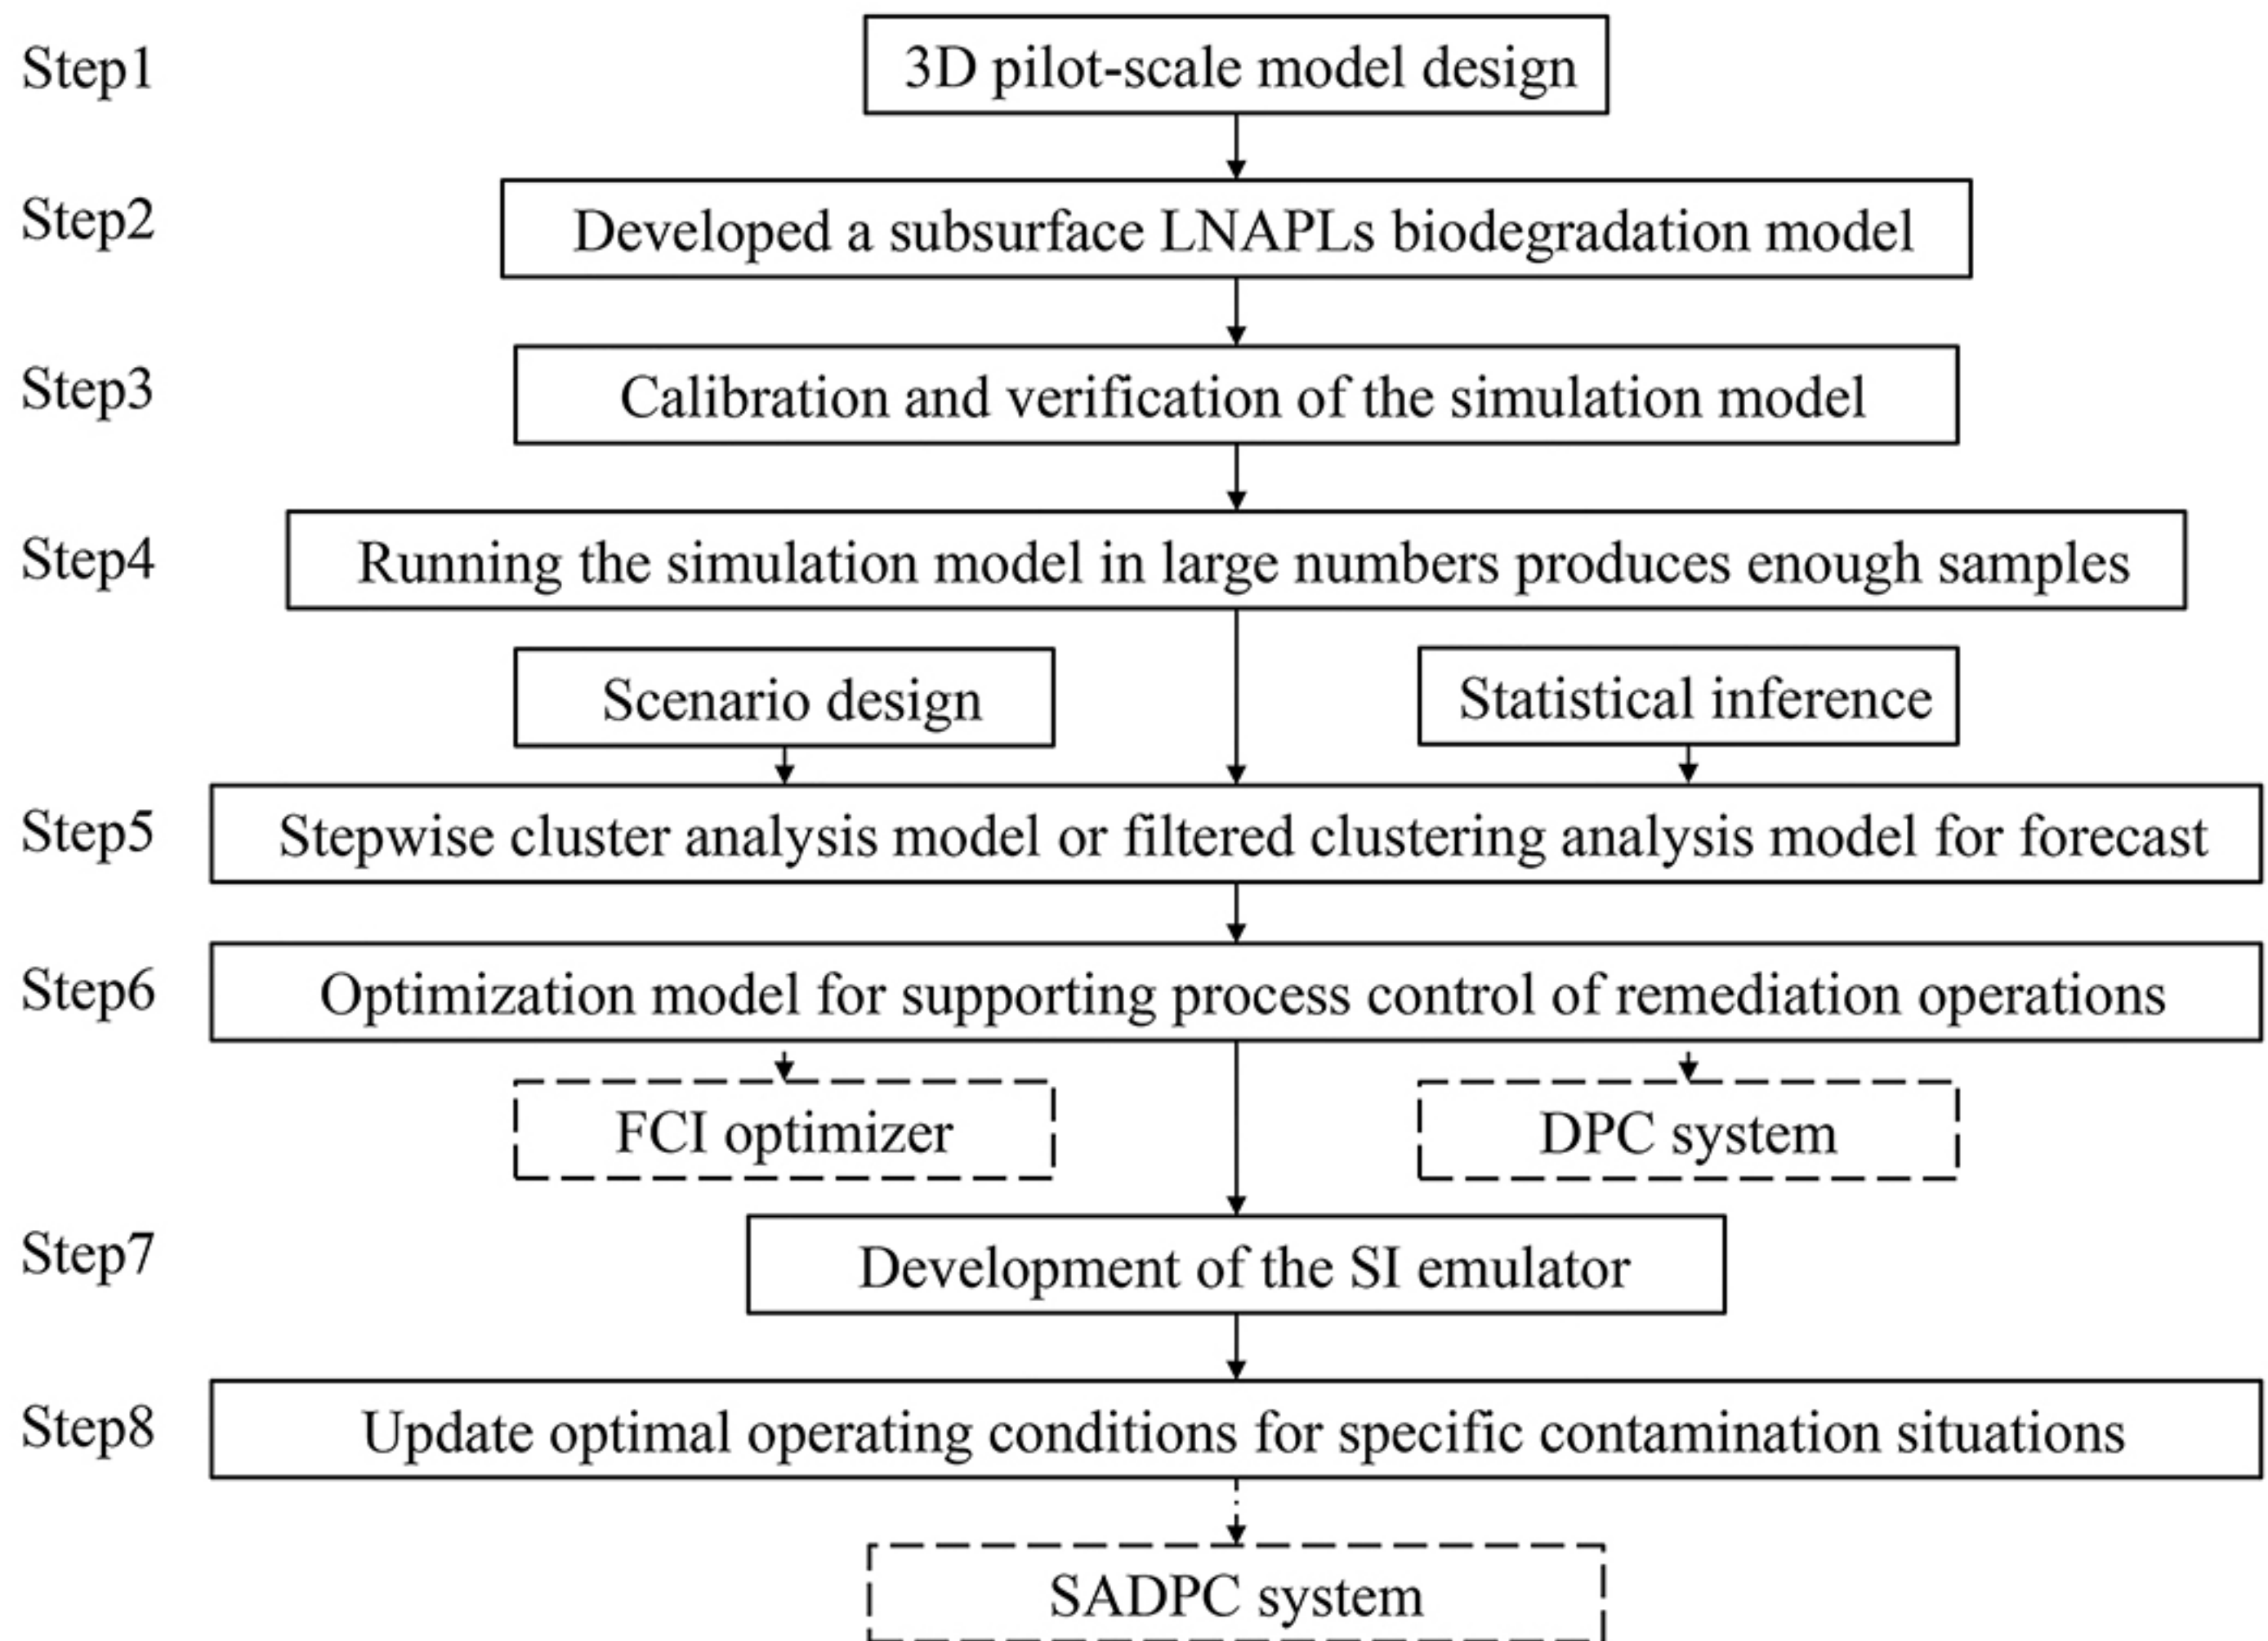 Step1
3D pilot-scale model design
Step2
Developed a subsurface LNAPLs biodegradation model
Step3
Calibration and verification of the simulation model
Step4
Running the simulation model in large numbers produces enough samples
Scenario design
Statistical inference
Step5
Stepwise cluster analysis model or filtered clustering analysis model for forecast
Step6
Optimization model for supporting process control of remediation operations
FCI optimizer
DPC system
Step7
Development of the SI emulator
Step8
Update optimal operating conditions for specific contamination situations
SADPC system